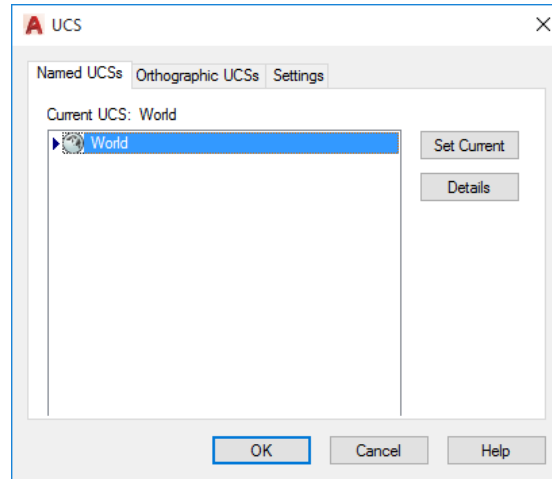 UCS
Named UCSs Orthographic UCSs Settings
Current UCS: World
World
Set Current
Details
OK Cancel Help